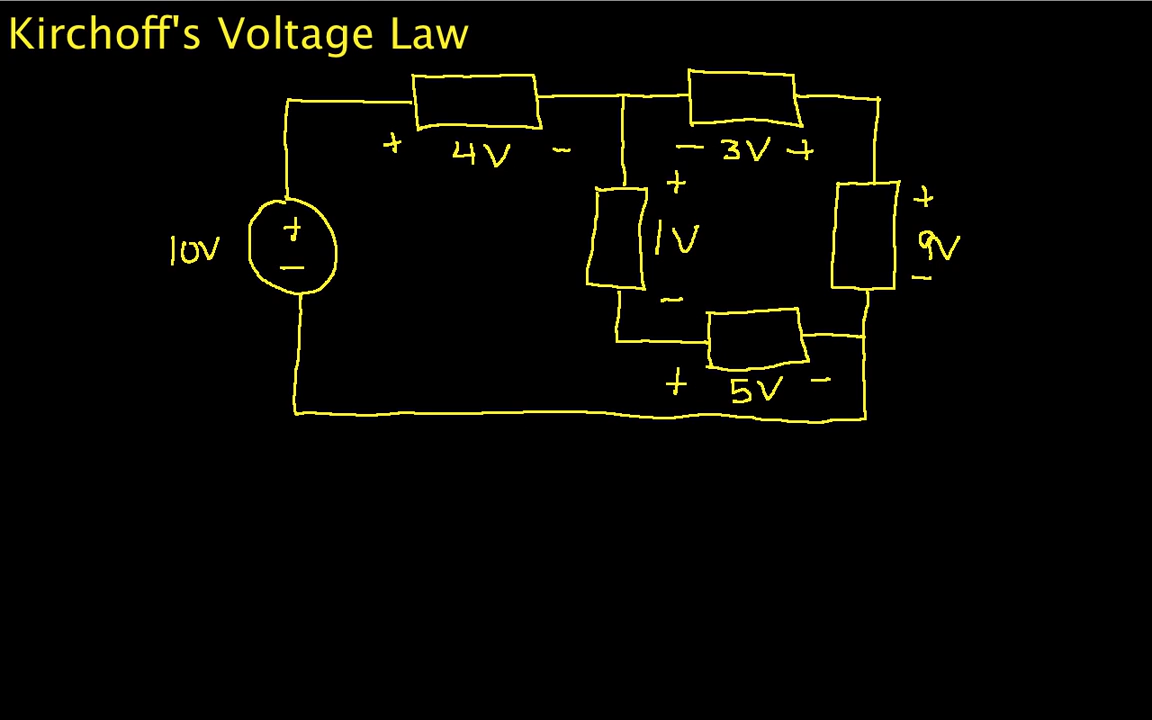 Kirchoff's Voltage Law
+ 4V - - 3V +
+
10V + - 1V + 9V -
-
+ 5V -